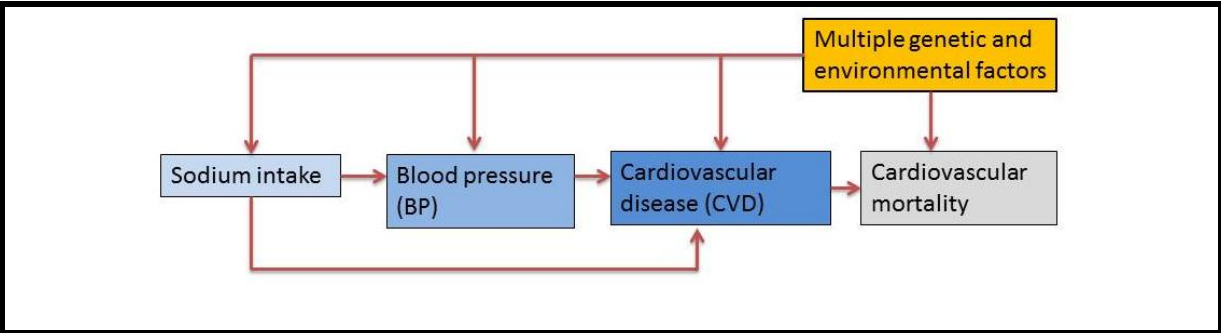 Multiple genetic and
environmental factors
Sodium intake
Blood pressure
(BP)
Cardiovascular
disease (CVD)
Cardiovascular
mortality